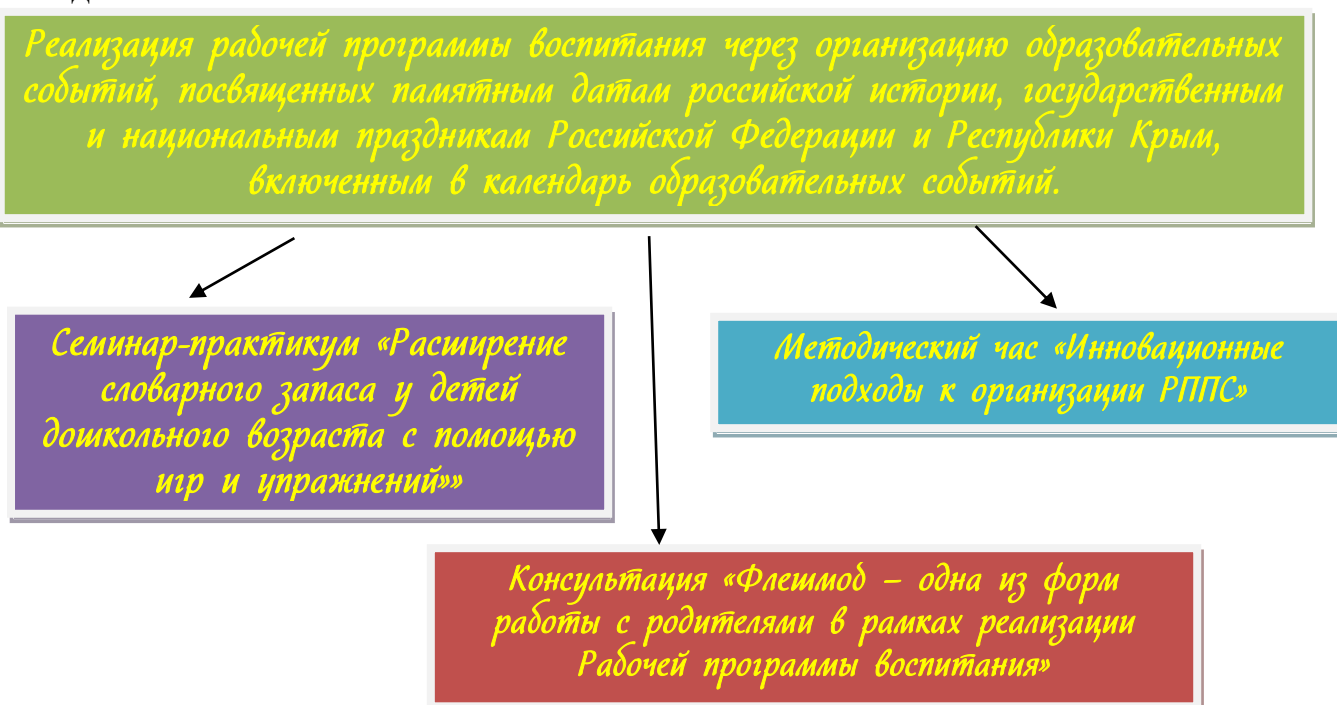 Реализация рабочей программы воспитания через организацию образовательных
событий, посвященных памятным датам российской истории, государственным
и национальным праздникам Российской Федерации и Республики Крым,
включенным в календарь образовательных событий.
Семинар-практикум «Расширение
словарного запаса у детей
дошкольного возраста с помощью
игр и упражнений»»
Методический час «Инновационные
подходы к организации РППС»
Консультация «Флешмоб – одна из форм
работы с родителями в рамках реализации
Рабочей программы воспитания»